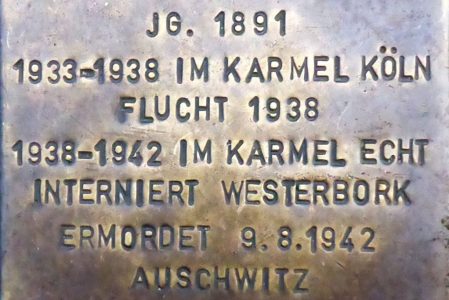 JG. 1891
1933-1938 IM KARMEL KÖLN
FLUCHT 1938
1938-1942 IM KARMEL ECHT
INTERNIERT WESTERBORK
ERMORDET 9.8.1942
AUSCHWITZ